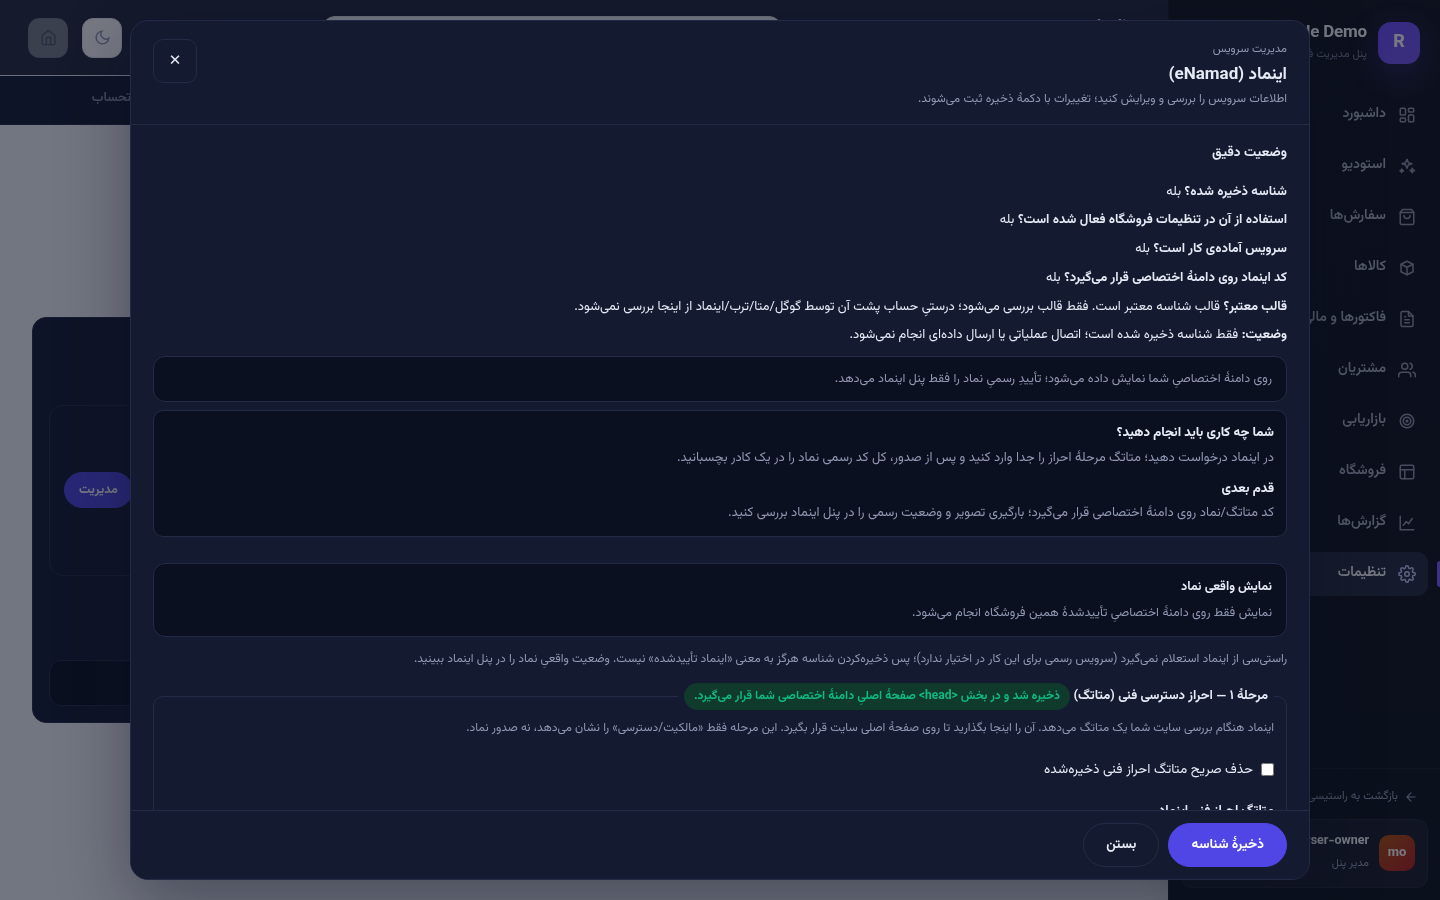 مدیریت سرویس
اینماد (eNamad)
اطلاعات سرویس را بررسی و ویرایش کنید؛ تغییرات با دکمهٔ ذخیره ثبت می‌شوند.
×
وضعیت دقیق
شناسه ذخیره شده؟ بله
استفاده از آن در تنظیمات فروشگاه فعال شده است؟ بله
سرویس آماده‌ی کار است؟ بله
کد اینماد روی دامنهٔ اختصاصی قرار می‌گیرد؟ بله
قالب معتبر؟ قالب شناسه معتبر است. فقط قالب بررسی می‌شود؛ درستیِ حساب پشت آن توسط گوگل/متا/ترب/اینماد از اینجا بررسی نمی‌شود.
وضعیت: فقط شناسه ذخیره شده است؛ اتصال عملیاتی یا ارسال داده‌ای انجام نمی‌شود.
روی دامنهٔ اختصاصیِ شما نمایش داده می‌شود؛ تأییدِ رسمیِ نماد را فقط پنل اینماد می‌دهد.
شما چه کاری باید انجام دهید؟
در اینماد درخواست دهید؛ متاتگ مرحلهٔ احراز را جدا وارد کنید و پس از صدور، کل کد رسمی نماد را در یک کادر بچسبانید.
قدم بعدی
کد متاتگ/نماد روی دامنهٔ اختصاصی قرار می‌گیرد؛ بارگیری تصویر و وضعیت رسمی را در پنل اینماد بررسی کنید.
نمایش واقعی نماد
نمایش فقط روی دامنهٔ اختصاصیِ تأییدشدهٔ همین فروشگاه انجام می‌شود.
راستی‌سی از اینماد استعلام نمی‌گیرد (سرویس رسمی برای این کار در اختیار ندارد)؛ پس ذخیره‌کردن شناسه هرگز به معنی «اینماد تأییدشده» نیست. وضعیت واقعیِ نماد را در پنل اینماد ببینید.
مرحلهٔ ۱ — احراز دسترسی فنی (متاتگ) ذخیره شد و در بخش <head> صفحهٔ اصلیِ دامنهٔ اختصاصی شما قرار می‌گیرد.
اینماد هنگام بررسی سایت شما یک متاتگ می‌دهد. آن را اینجا بگذارید تا روی صفحهٔ اصلی سایت قرار بگیرد. این مرحله فقط «مالکیت/دسترسی» را نشان می‌دهد، نه صدور نماد.
حذف صریح متاتگ احراز فنی ذخیره‌شده
ذخیرهٔ شناسه
بستن
R
Demo
پنل مدیریت
داشبورد
استودیو
سفارش‌ها
کالاها
فاکتورها و
مشتریان
بازاریابی
فروشگاه
گزارش‌ها
تنظیمات
بازگشت به
mo
مدیر پنل
مدیریت